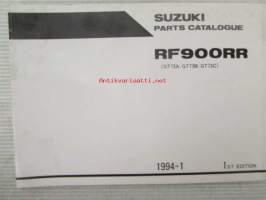 SUZUKI
PARTS CATALOGUE
RF900RR
(GT73A, GT73B, GT73C)
Antikvariaatti.net
1994-1 1ST EDITION